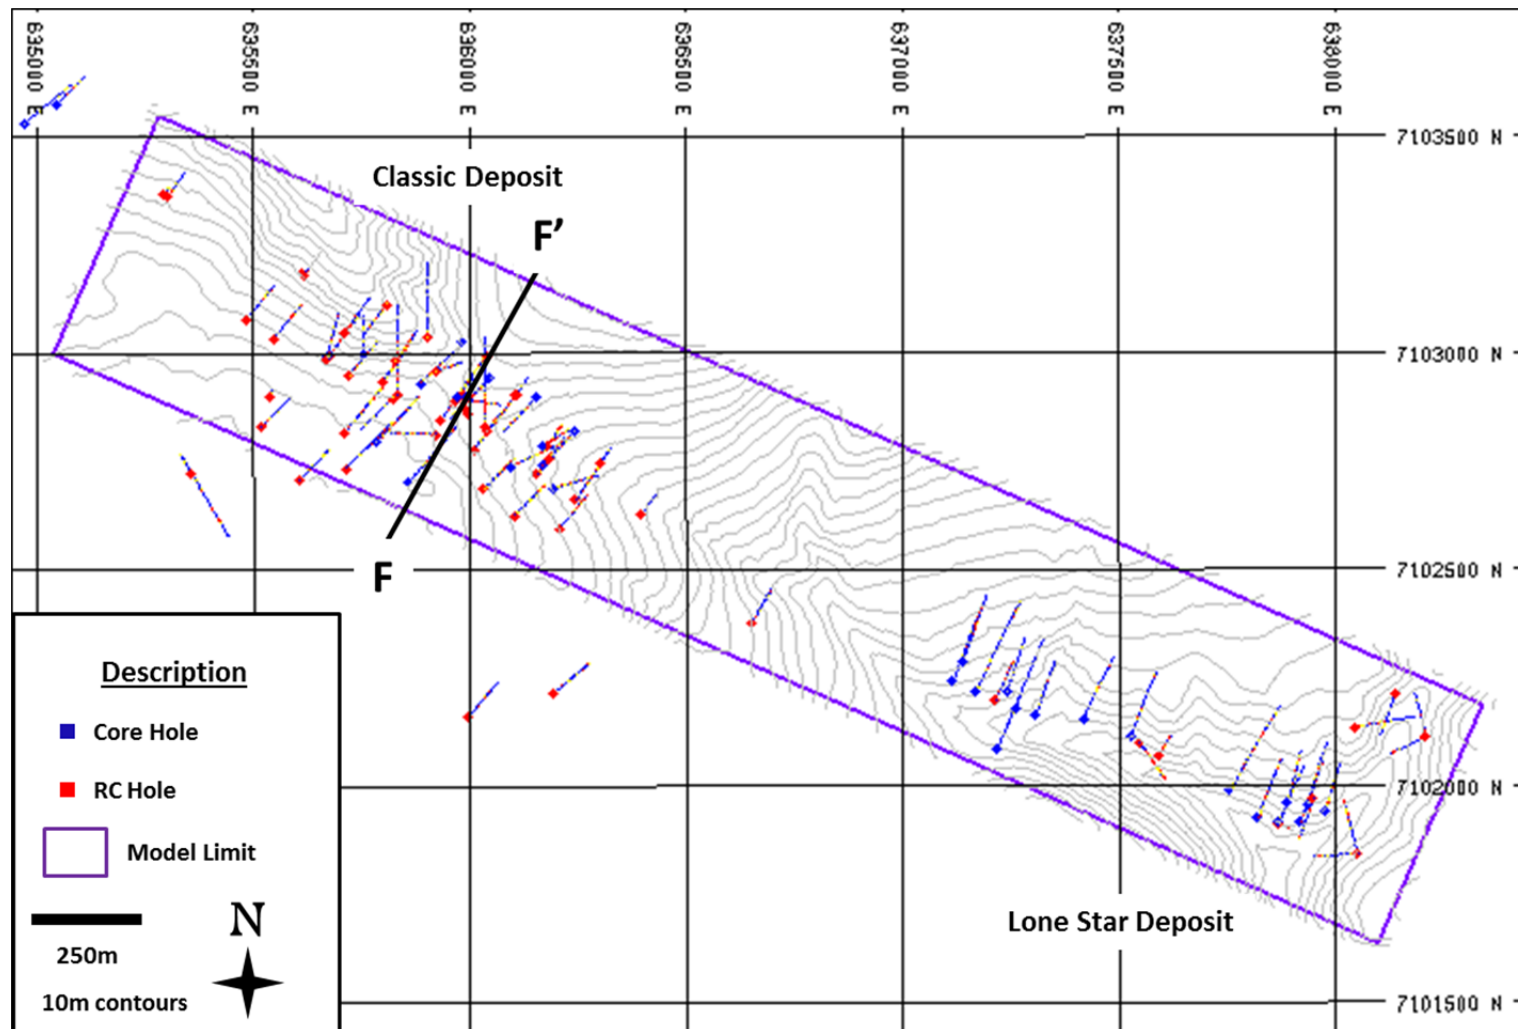 635000 E
635500 E
636000 E
636500 E
637000 E
637500 E
638000 E
7103500 N
Classic Deposit
F’
7103000 N
7102500 N
F
Description
Core Hole
RC Hole
7102000 N
Model Limit
Lone Star Deposit
N
250m
10m contours
7101500 N